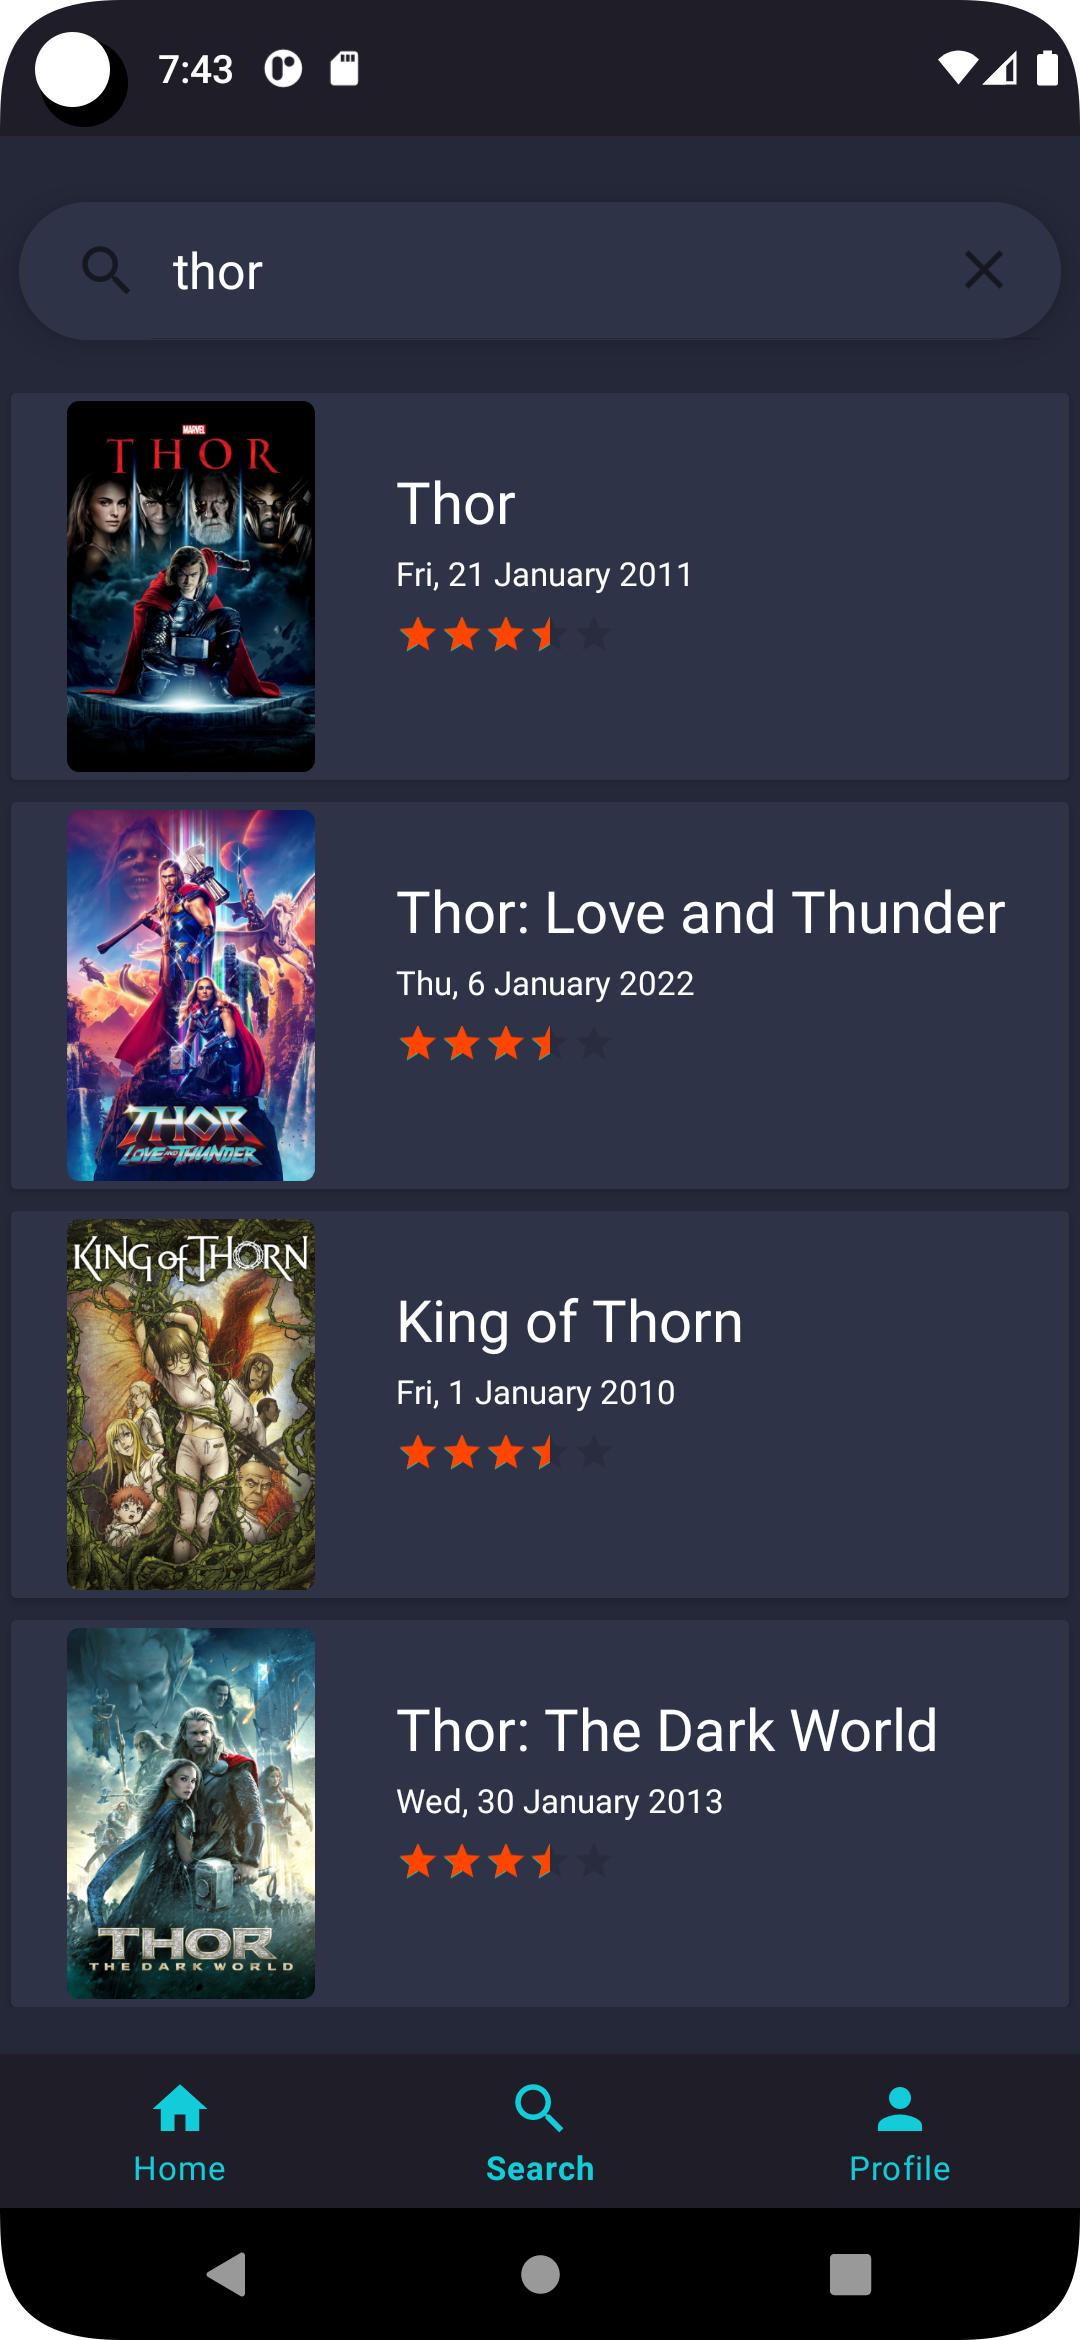 7:43
thor
MARVEL
THOR
Thor
Fri, 21 January 2011
THOR
LOVE AND THUNDER
Thor: Love and Thunder
Thu, 6 January 2022
KING of THORN
King of Thorn
Fri, 1 January 2010
THOR
THE DARK WORLD
Thor: The Dark World
Wed, 30 January 2013
Home
Search
Profile